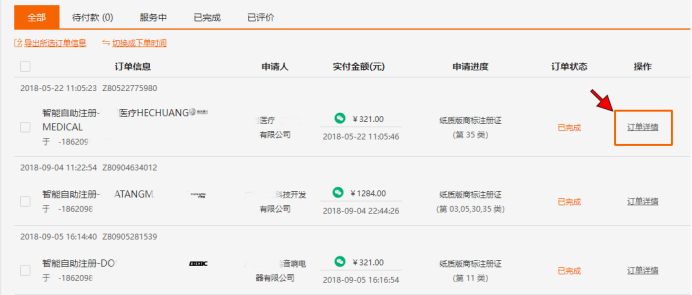 全部 待付款 (0) 服务中 已完成 已评价
导出所选订单信息 切换成下单时间
订单信息 申请人 实付金额(元) 申请进度 订单状态 操作
2018-05-22 11:05:23 Z80522775980
智能自助注册- 医疗HECHUANG 医疗 ¥321.00 纸质版商标注册证 已完成 订单详情
MEDICAL 有限公司 2018-05-22 11:05:46 (第 35 类)
于 -186209
2018-09-04 11:22:54 Z80904634012
智能自助注册- ATANGM 科技开发 ¥1284.00 纸质版商标注册证 已完成 订单详情
于 -1862098 有限公司 2018-09-04 22:44:26 (第 03,05,30,35 类)
2018-09-05 16:14:40 Z80905281539
智能自助注册-DO 音响电 ¥321.00 纸质版商标注册证 已完成 订单详情
于 -1862098 器有限公司 2018-09-05 16:16:54 (第 11 类)